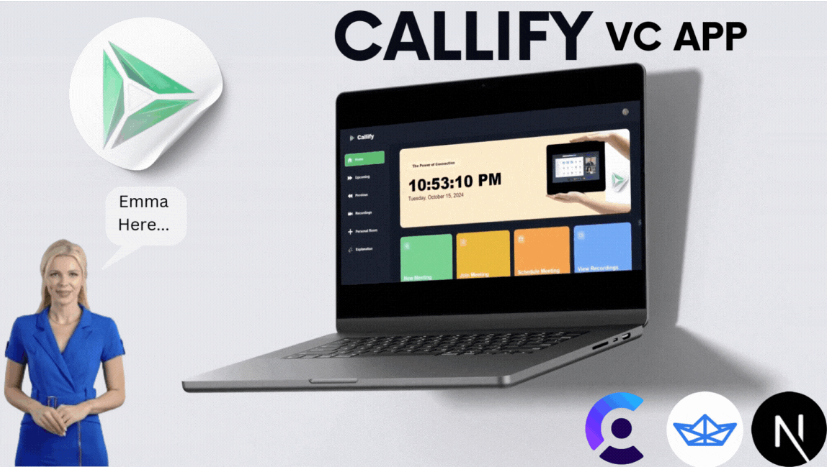 CALLIFY VC APP
Callify
Home
The Power of Connection
10:53:10 PM
Tuesday, October 15, 2024
Upcoming
Previous
Recordings
Personal Room
New Meeting
Join Meeting
Schedule Meeting
View Recordings
Emma
Here...
N